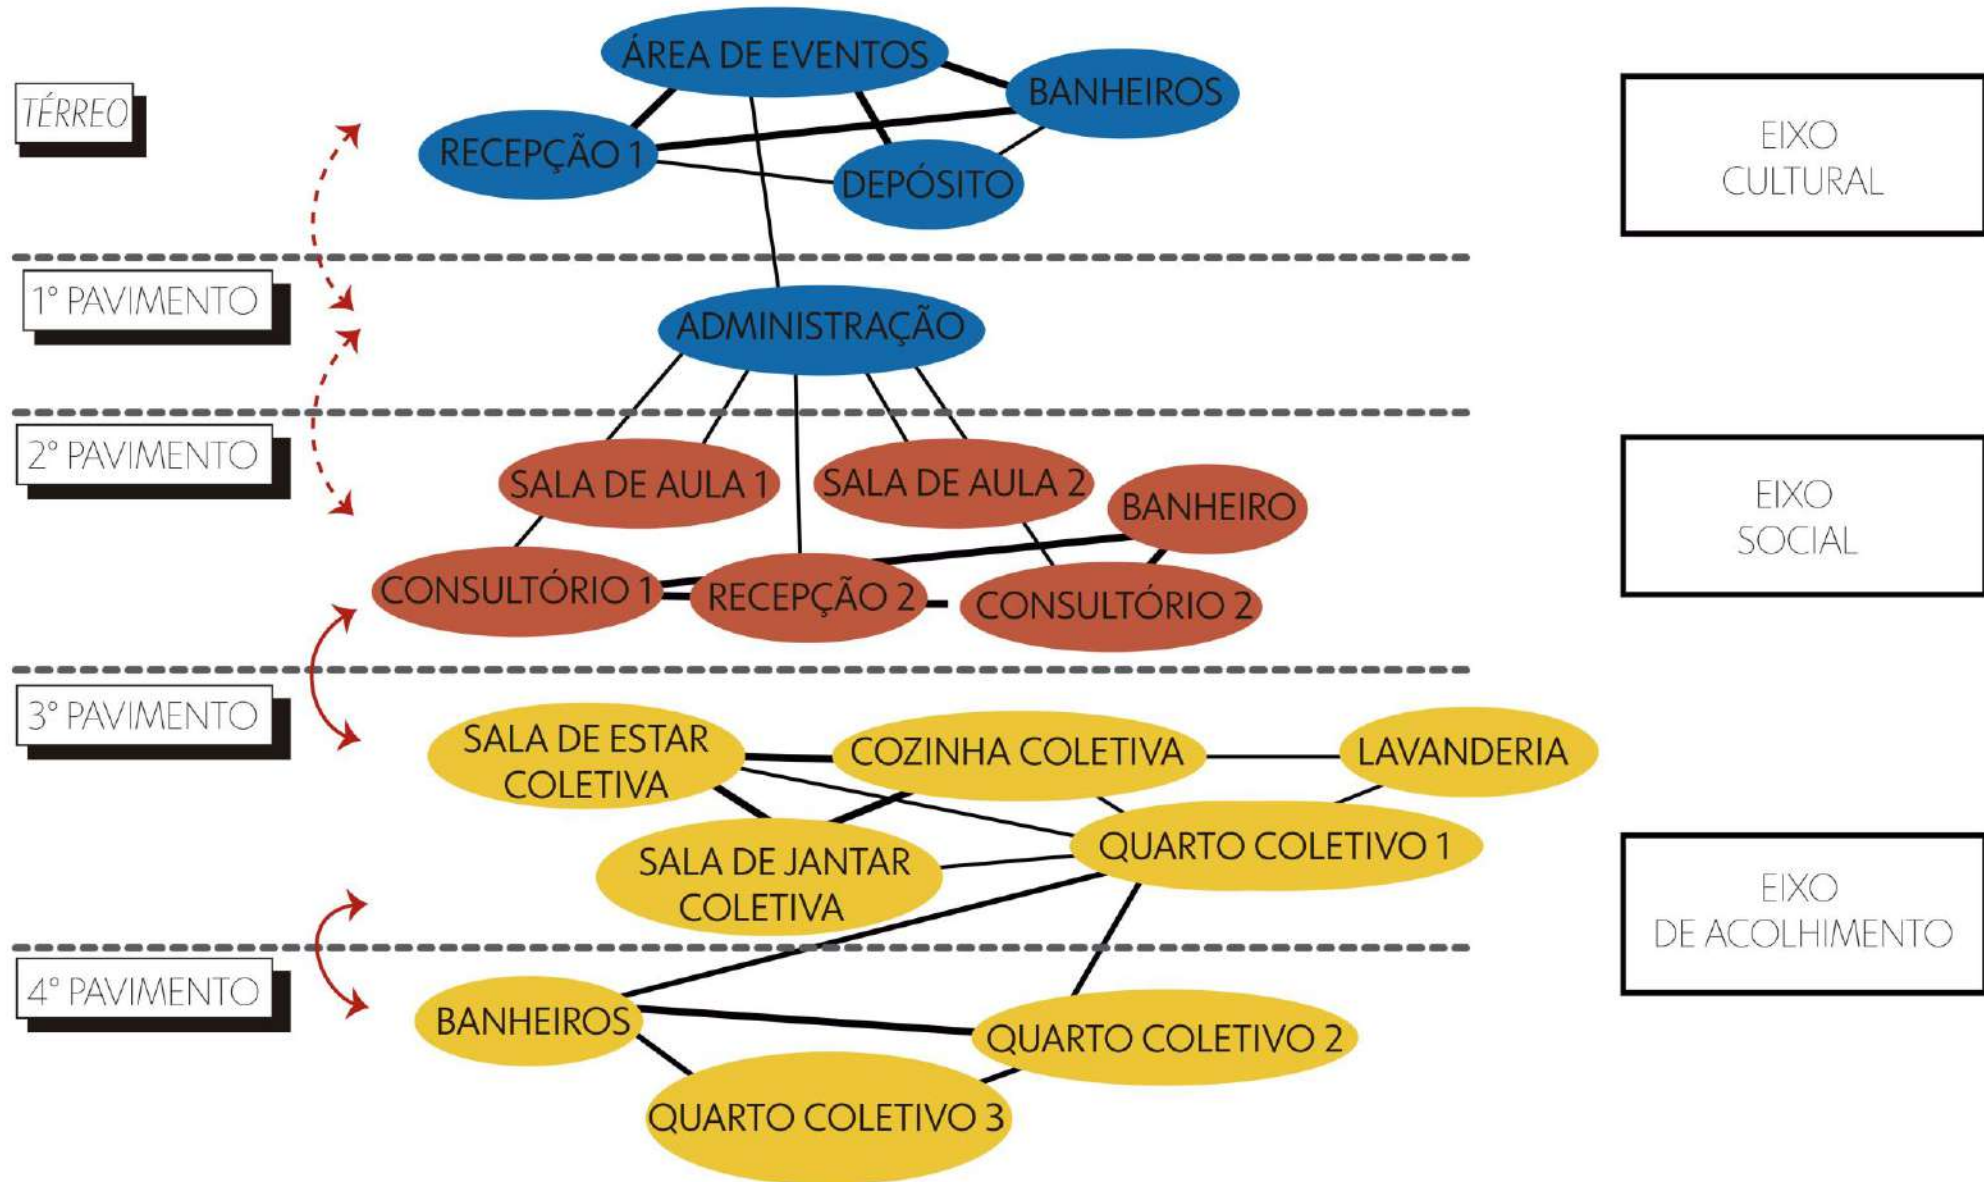 TÉRREO
ÁREA DE EVENTOS
BANHEIROS
RECEPÇÃO 1
DEPÓSITO
EIXO
CULTURAL
1° PAVIMENTO
ADMINISTRAÇÃO
2° PAVIMENTO
SALA DE AULA 1
SALA DE AULA 2
BANHEIRO
CONSULTÓRIO 1
RECEPÇÃO 2
CONSULTÓRIO 2
EIXO
SOCIAL
3° PAVIMENTO
SALA DE ESTAR
COLETIVA
COZINHA COLETIVA
LAVANDERIA
SALA DE JANTAR
COLETIVA
QUARTO COLETIVO 1
EIXO
DE ACOLHIMENTO
4° PAVIMENTO
BANHEIROS
QUARTO COLETIVO 2
QUARTO COLETIVO 3